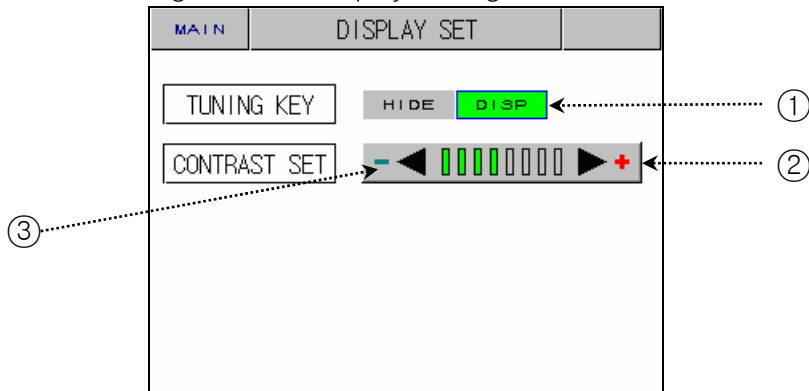 MAIN DISPLAY SET
TUNING KEY HIDE DISP ①
CONTRAST SET - + ②
③